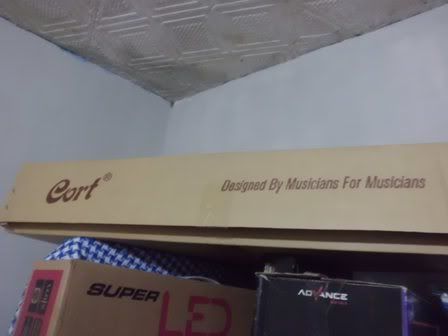 Cort®
Designed By Musicians For Musicians
SUPER LED
ADVANCE